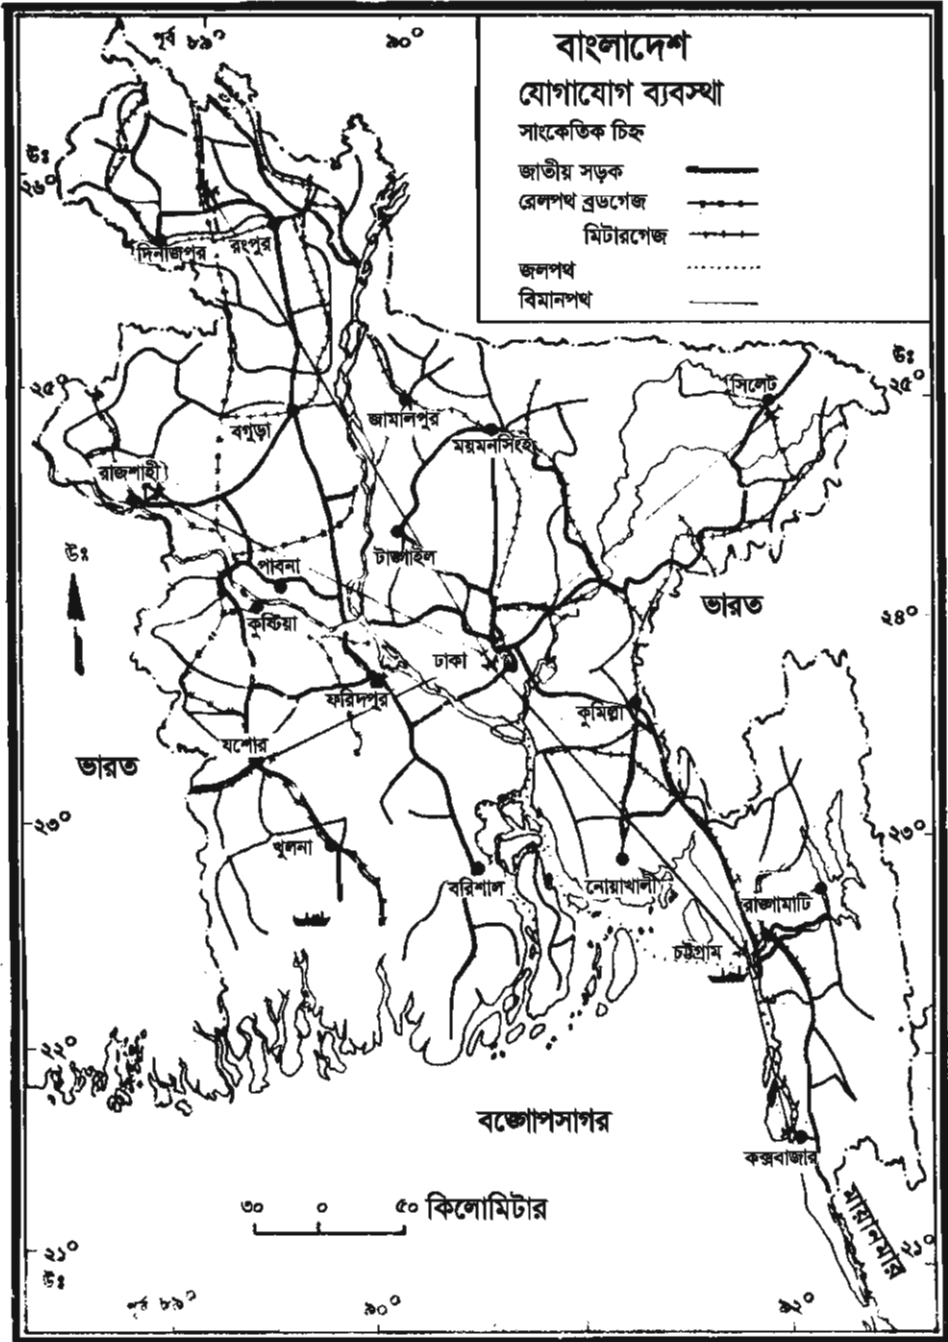 পূর্ব ৮৯°
৯০°
বাংলাদেশ
যোগাযোগ ব্যবস্থা
সাংকেতিক চিহ্ন
জাতীয় সড়ক
রেলপথ ব্রডগেজ
মিটারগেজ
জলপথ
বিমানপথ
উঃ
২৬°
দিনাজপুর
রংপুর
উঃ
২৫°
২৫°
সিলেট
জামালপুর
বগুড়া
ময়মনসিংহ
রাজশাহী
টাঙ্গাইল
উঃ
পাবনা
কুষ্টিয়া
ভারত
২৪°
ঢাকা
ফরিদপুর
কুমিল্লা
যশোর
ভারত
২৩°
২৩°
খুলনা
বরিশাল
নোয়াখালী
রাঙ্গামাটি
চট্টগ্রাম
২২°
বঙ্গোপসাগর
কক্সবাজার
৩০ ০ ৫০ কিলোমিটার
মায়ানমার
২১°
উঃ
২১°
পূর্ব ৮৯°
৯০°
৯২°